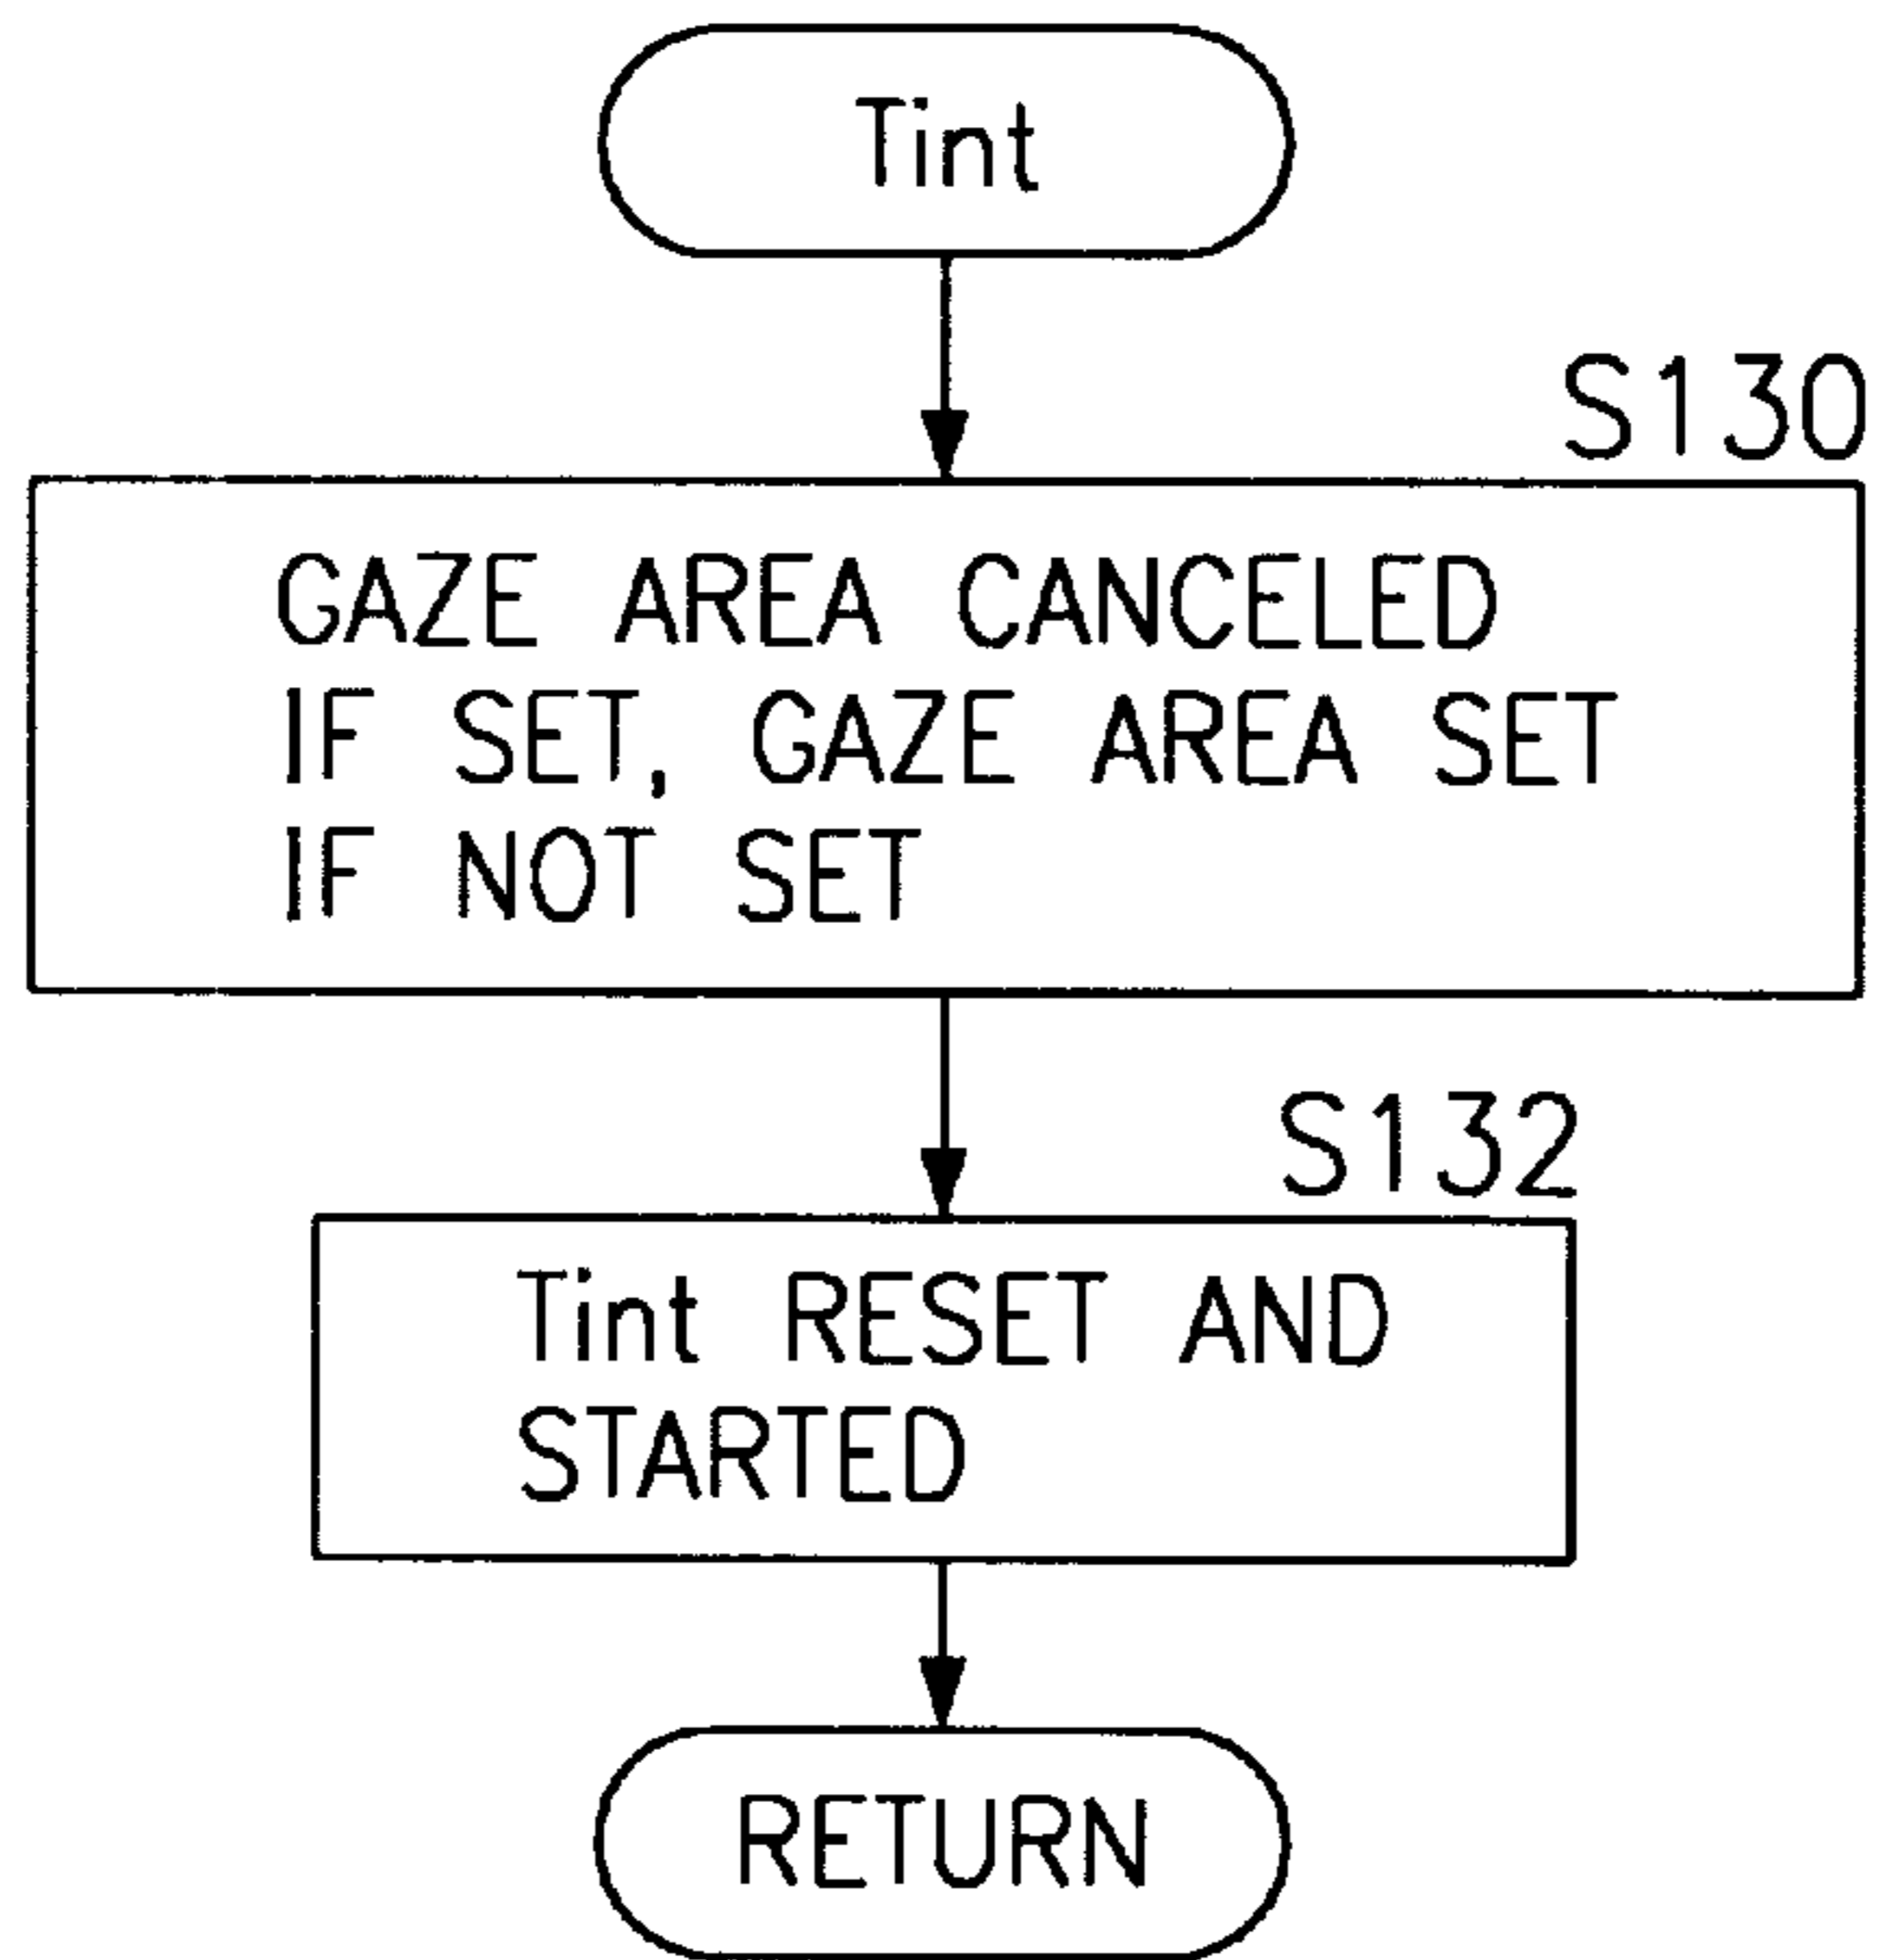 Tint
S130
GAZE AREA CANCELED
IF SET, GAZE AREA SET
IF NOT SET
S132
Tint RESET AND
STARTED
RETURN